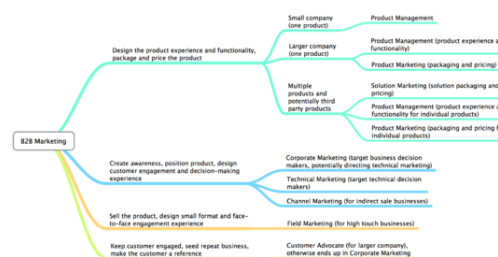 Small company
(one product)
Product Management
Design the product experience and functionality,
package and price the product
Larger company
(one product)
Product Management (product experience a
functionality)
Product Marketing (packaging and pricing)
Multiple
products and
potentially third
party products
Solution Marketing (solution packaging and
pricing)
Product Management (product experience a
functionality for individual products)
Product Marketing (packaging and pricing f
individual products)
B2B Marketing
Create awareness, position product, design
customer engagement and decision-making
experience
Corporate Marketing (target business decision
makers, potentially directing technical marketing)
Technical Marketing (target technical decision
makers)
Channel Marketing (for indirect sale businesses)
Sell the product, design small format and face-
to-face engagement experience
Field Marketing (for high touch businesses)
Keep customer engaged, seed repeat business,
make the customer a reference
Customer Advocate (for larger company),
otherwise ends up in Corporate Marketing